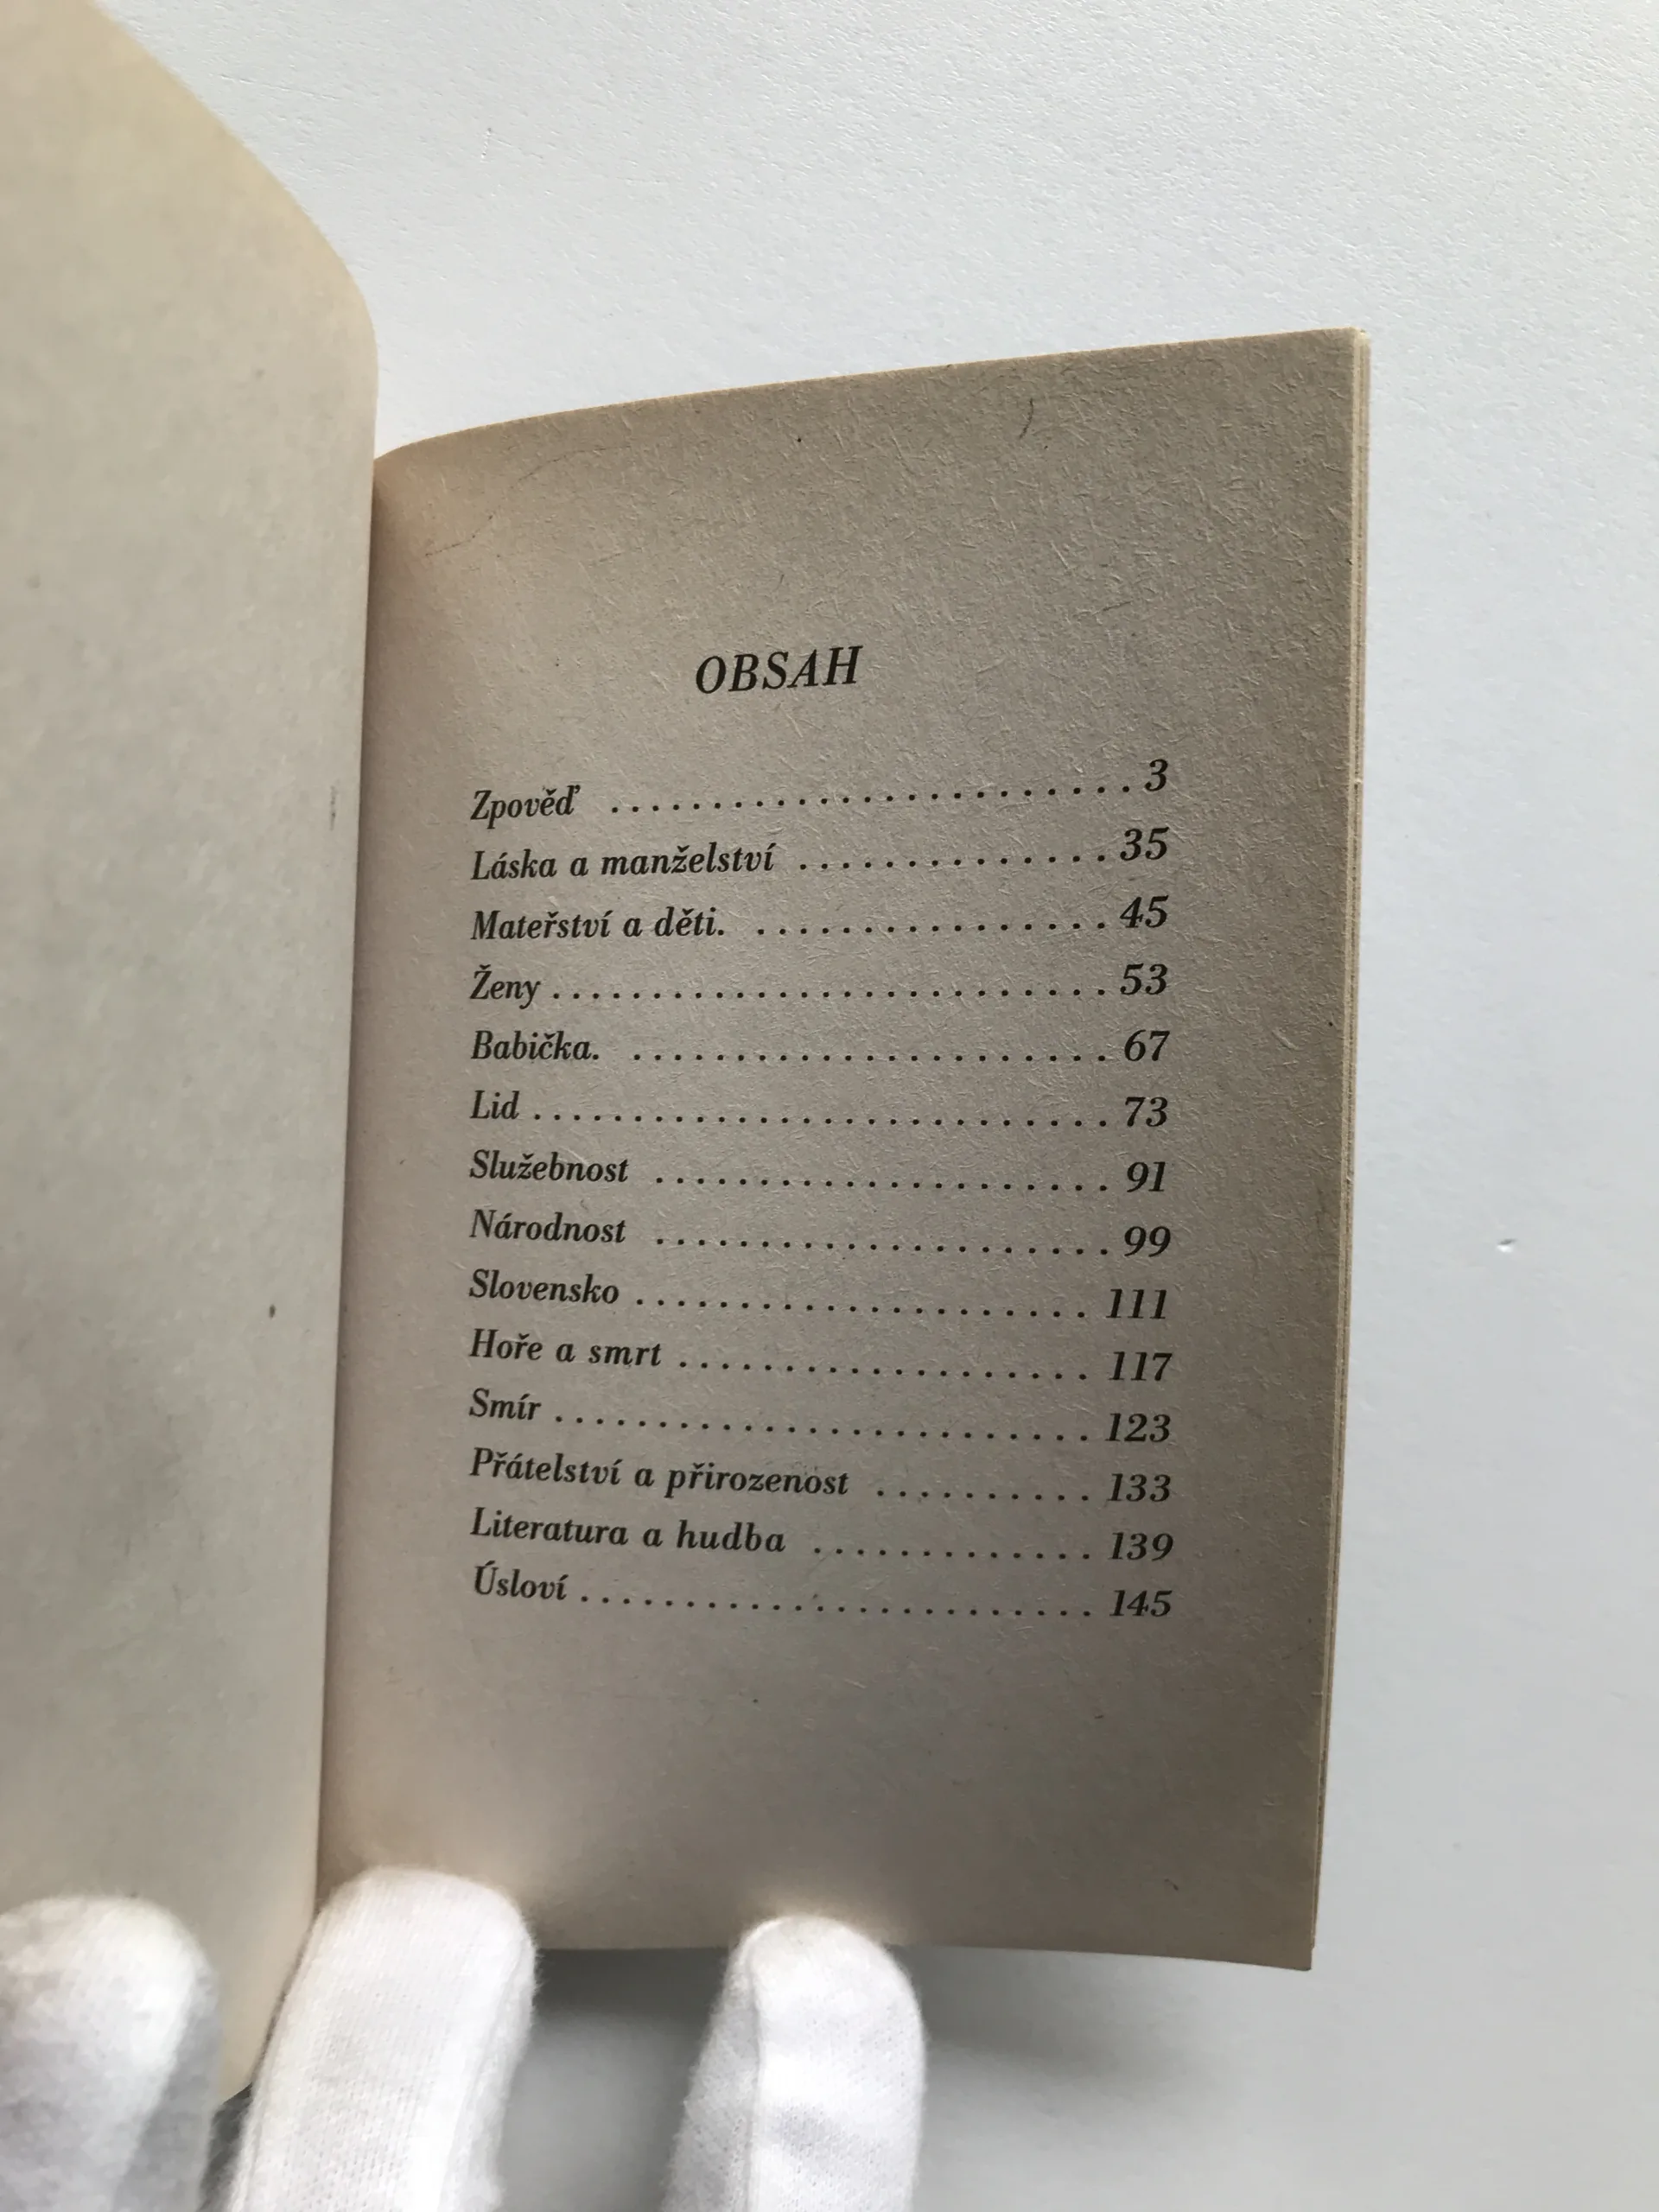 OBSAH
Zpověď ......................... 3
Láska a manželství ............... 35
Mateřství a děti. ................. 45
Ženy ........................... 53
Babička. ....................... 67
Lid ............................ 73
Služebnost ...................... 91
Národnost ...................... 99
Slovensko ...................... 111
Hoře a smrt .................... 117
Smír .......................... 123
Přátelství a přirozenost ........... 133
Literatura a hudba .............. 139
Úsloví ......................... 145